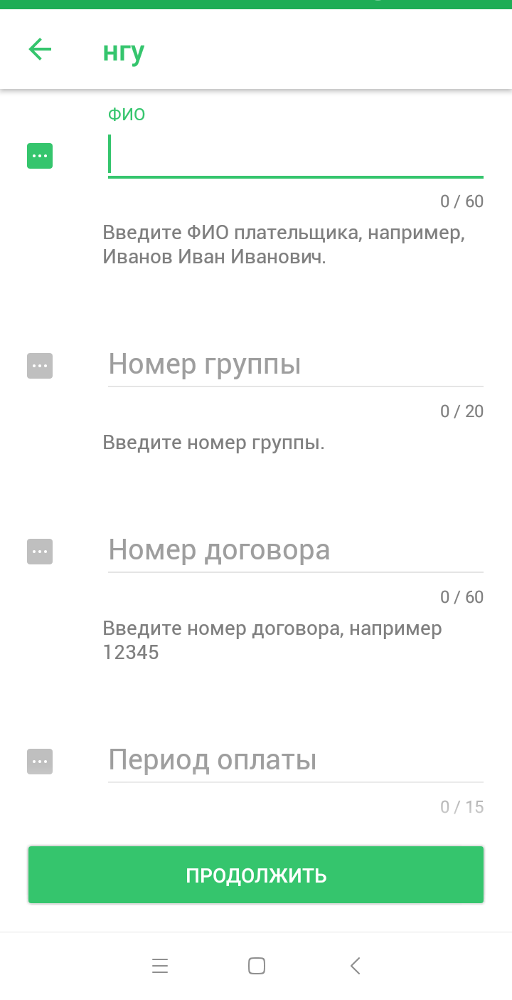 нгу
ФИО
0 / 60
Введите ФИО плательщика, например,
Иванов Иван Иванович.
Номер группы
0 / 20
Введите номер группы.
Номер договора
0 / 60
Введите номер договора, например
12345
Период оплаты
0 / 15
ПРОДОЛЖИТЬ